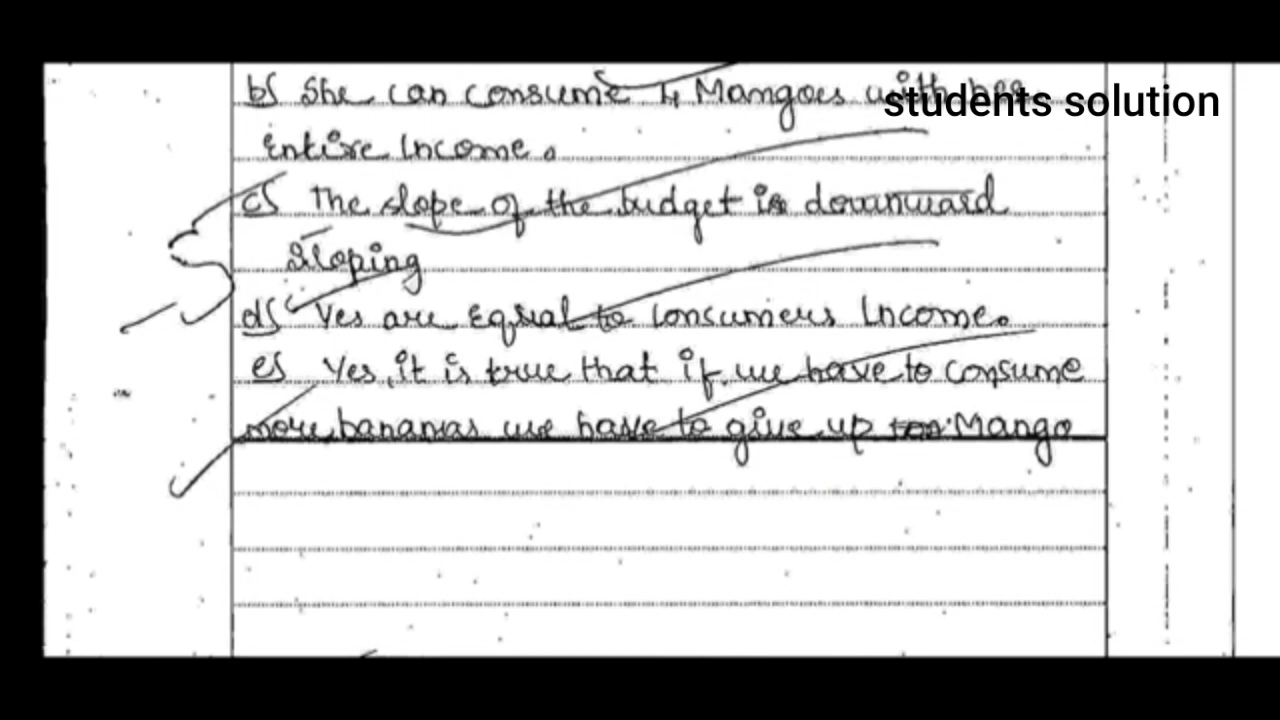 b) She can consume 4 Mangoes with her
students solution
Entire Income.
c) The slope of the budget is downward
Sloping
d) Yes are Equal to consumers Income.
e) Yes, it is true that if we have to consume
more bananas we have to give up Mango